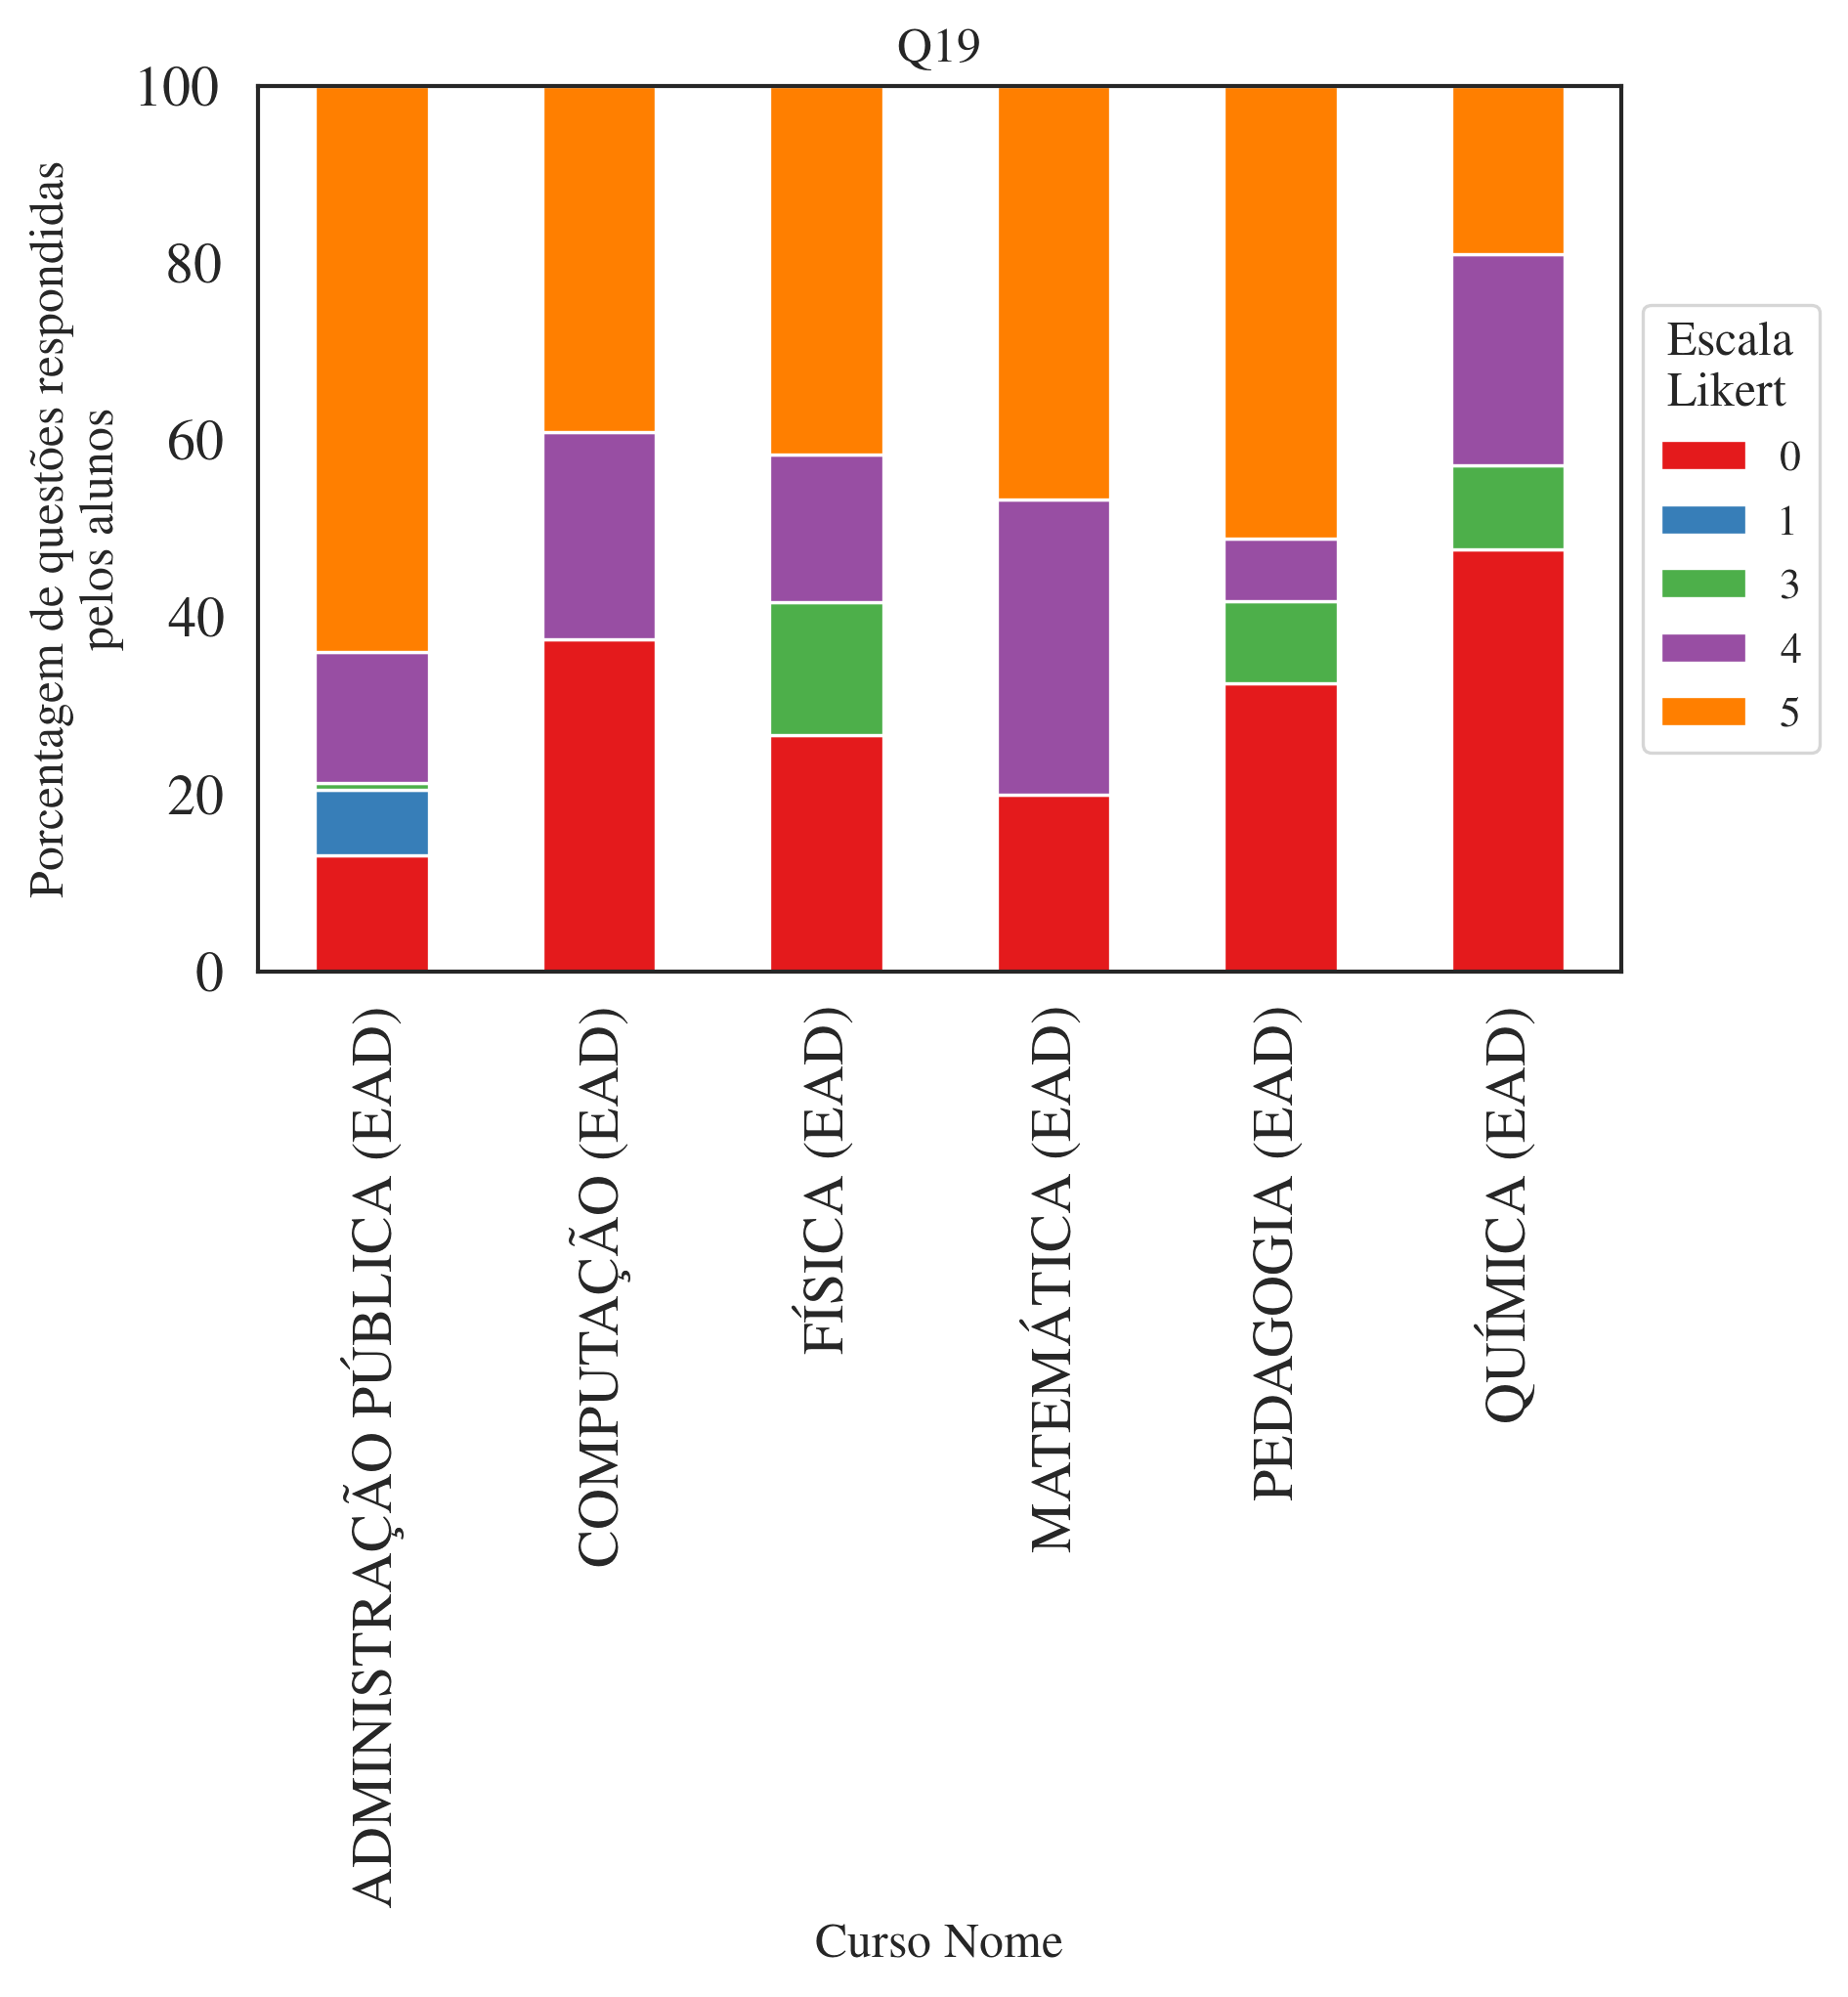 Q19
Porcentagem de questões respondidas
pelos alunos
100
80
60
40
20
0
Escala
Likert
0
1
3
4
5
ADMINISTRAÇÃO PÚBLICA (EAD)
COMPUTAÇÃO (EAD)
FÍSICA (EAD)
MATEMÁTICA (EAD)
PEDAGOGIA (EAD)
QUÍMICA (EAD)
Curso Nome